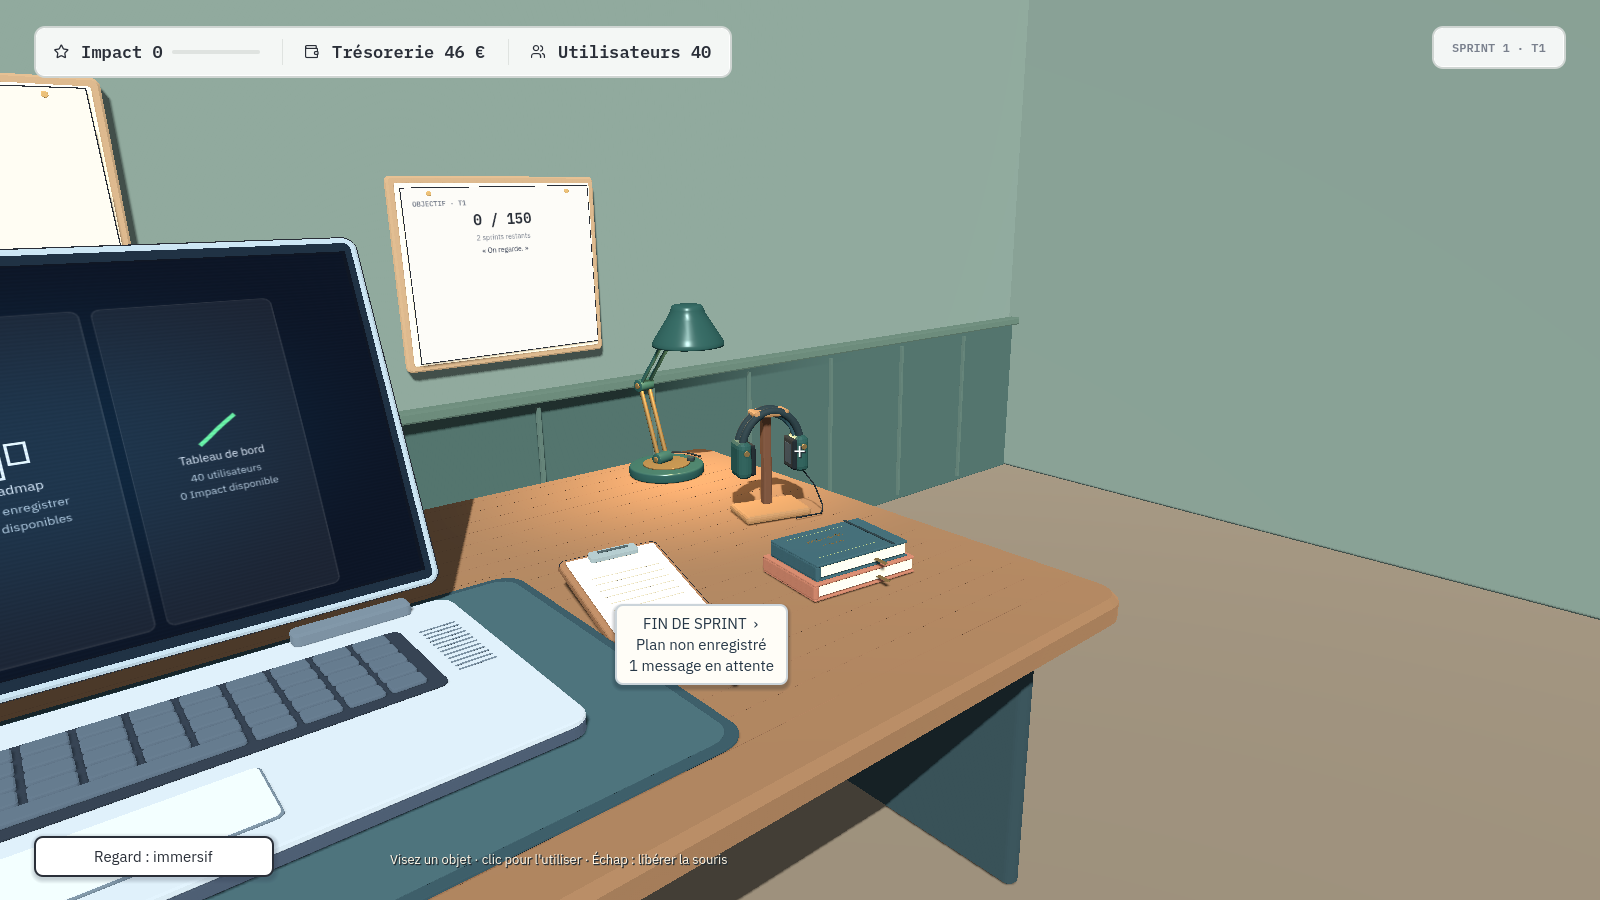 Impact 0
Trésorerie 46 €
Utilisateurs 40
SPRINT 1 · T1
OBJECTIF · T1
0 / 150
2 sprints restants
« On regarde. »
Tableau de bord
40 utilisateurs
0 Impact disponible
admap
enregistrer
disponibles
FIN DE SPRINT ›
Plan non enregistré
1 message en attente
Regard : immersif
Visez un objet · clic pour l'utiliser · Échap : libérer la souris